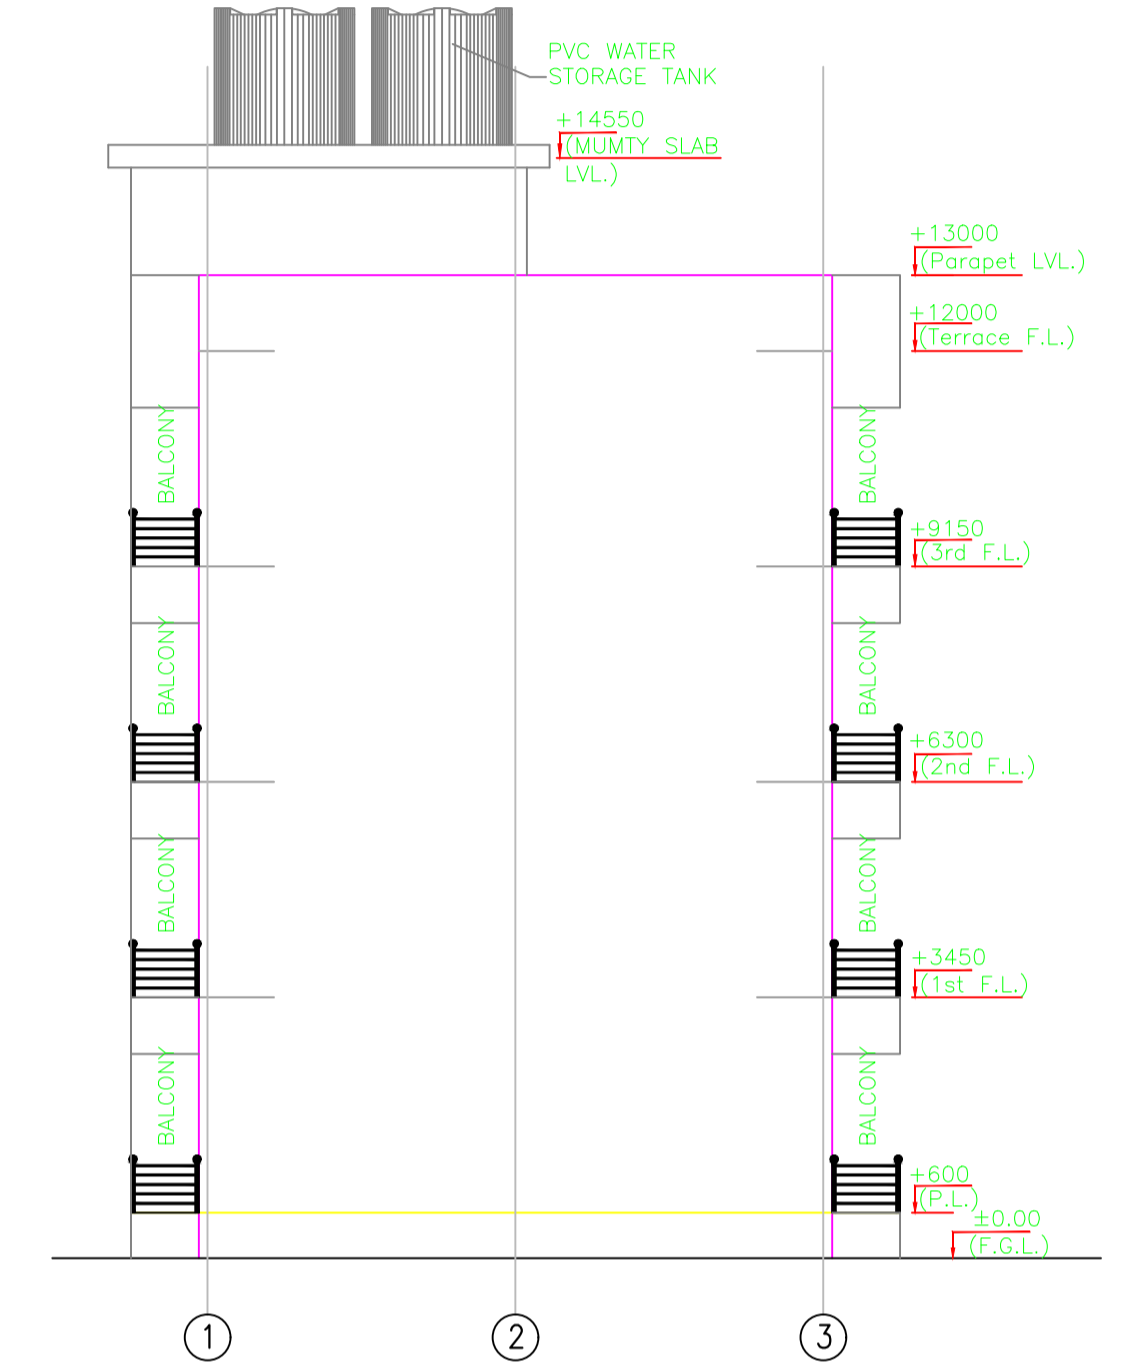 PVC WATER
STORAGE TANK
+14550
(MUMTY SLAB
LVL.)
+13000
(Parapet LVL.)
+12000
(Terrace F.L.)
BALCONY
BALCONY
+9150
(3rd F.L.)
BALCONY
BALCONY
+6300
(2nd F.L.)
BALCONY
BALCONY
+3450
(1st F.L.)
BALCONY
BALCONY
+600
(P.L.)
±0.00
(F.G.L.)
1 2 3